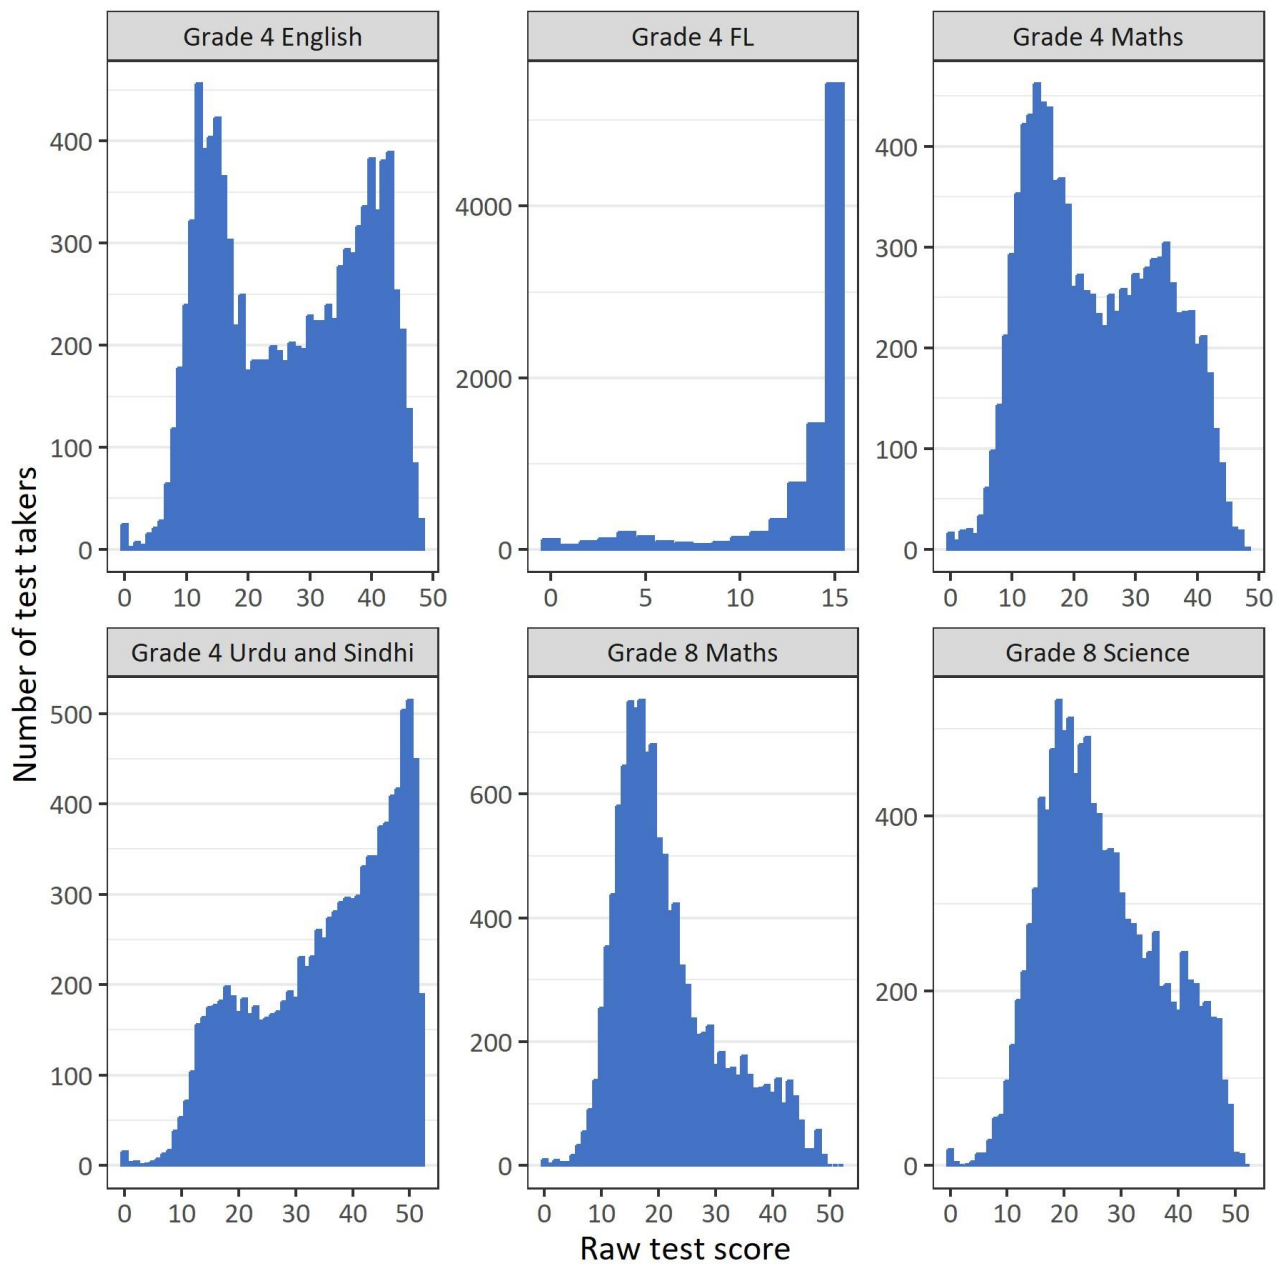 Grade 4 English
Grade 4 FL
Grade 4 Maths
400
300
200
100
0
0 10 20 30 40 50
4000
2000
0
0 5 10 15
400
300
200
100
0
0 10 20 30 40 50
Number of test takers
Grade 4 Urdu and Sindhi
Grade 8 Maths
Grade 8 Science
500
400
300
200
100
0
0 10 20 30 40 50
600
400
200
0
0 10 20 30 40 50
400
200
0
0 10 20 30 40 50
Raw test score